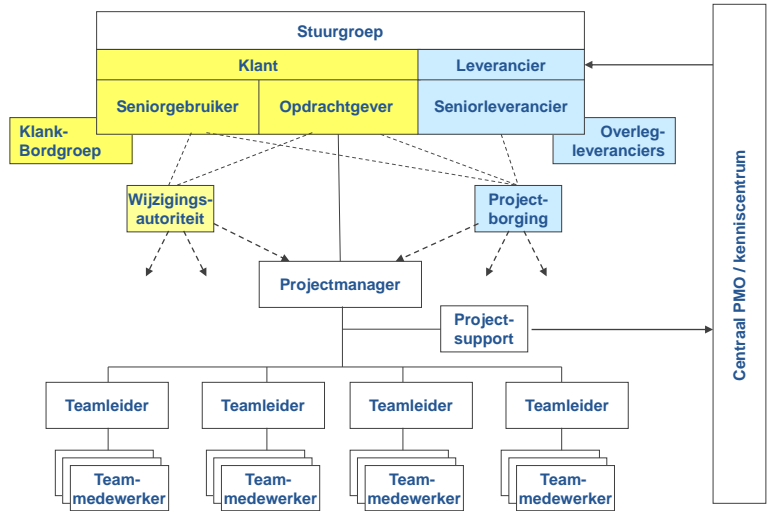 Stuurgroep
Klant
Leverancier
Seniorgebruiker
Opdrachtgever
Seniorleverancier
Klank-
Bordgroep
Overleg-
leveranciers
Wijzigings-
autoriteit
Project-
borging
Projectmanager
Project-
support
Centraal PMO / kenniscentrum
Teamleider
Teamleider
Teamleider
Teamleider
Team-
medewerker
Team-
medewerker
Team-
medewerker
Team-
medewerker